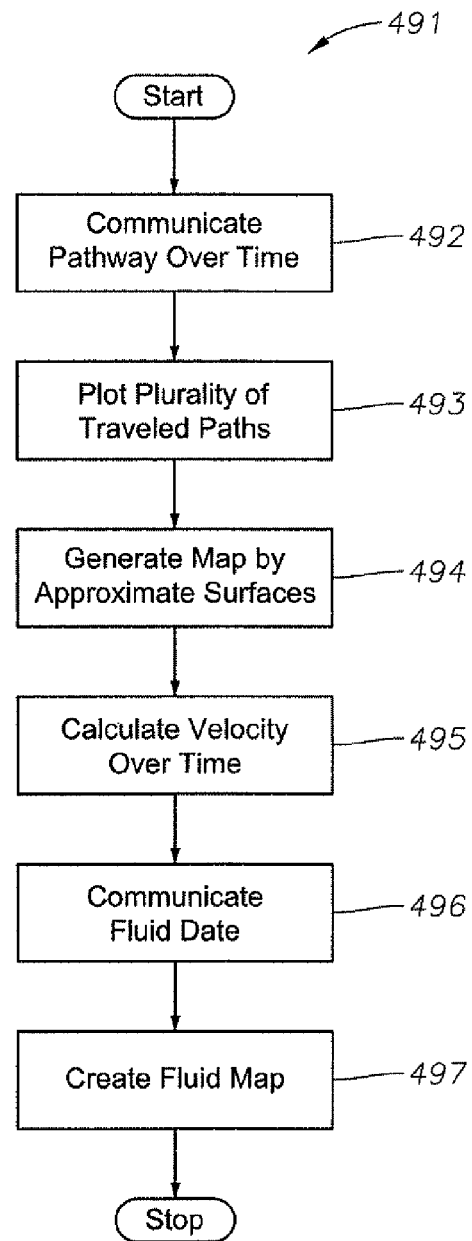 491
Start
Communicate
Pathway Over Time
492
Plot Plurality of
Traveled Paths
493
Generate Map by
Approximate Surfaces
494
Calculate Velocity
Over Time
495
Communicate
Fluid Date
496
Create Fluid Map
497
Stop